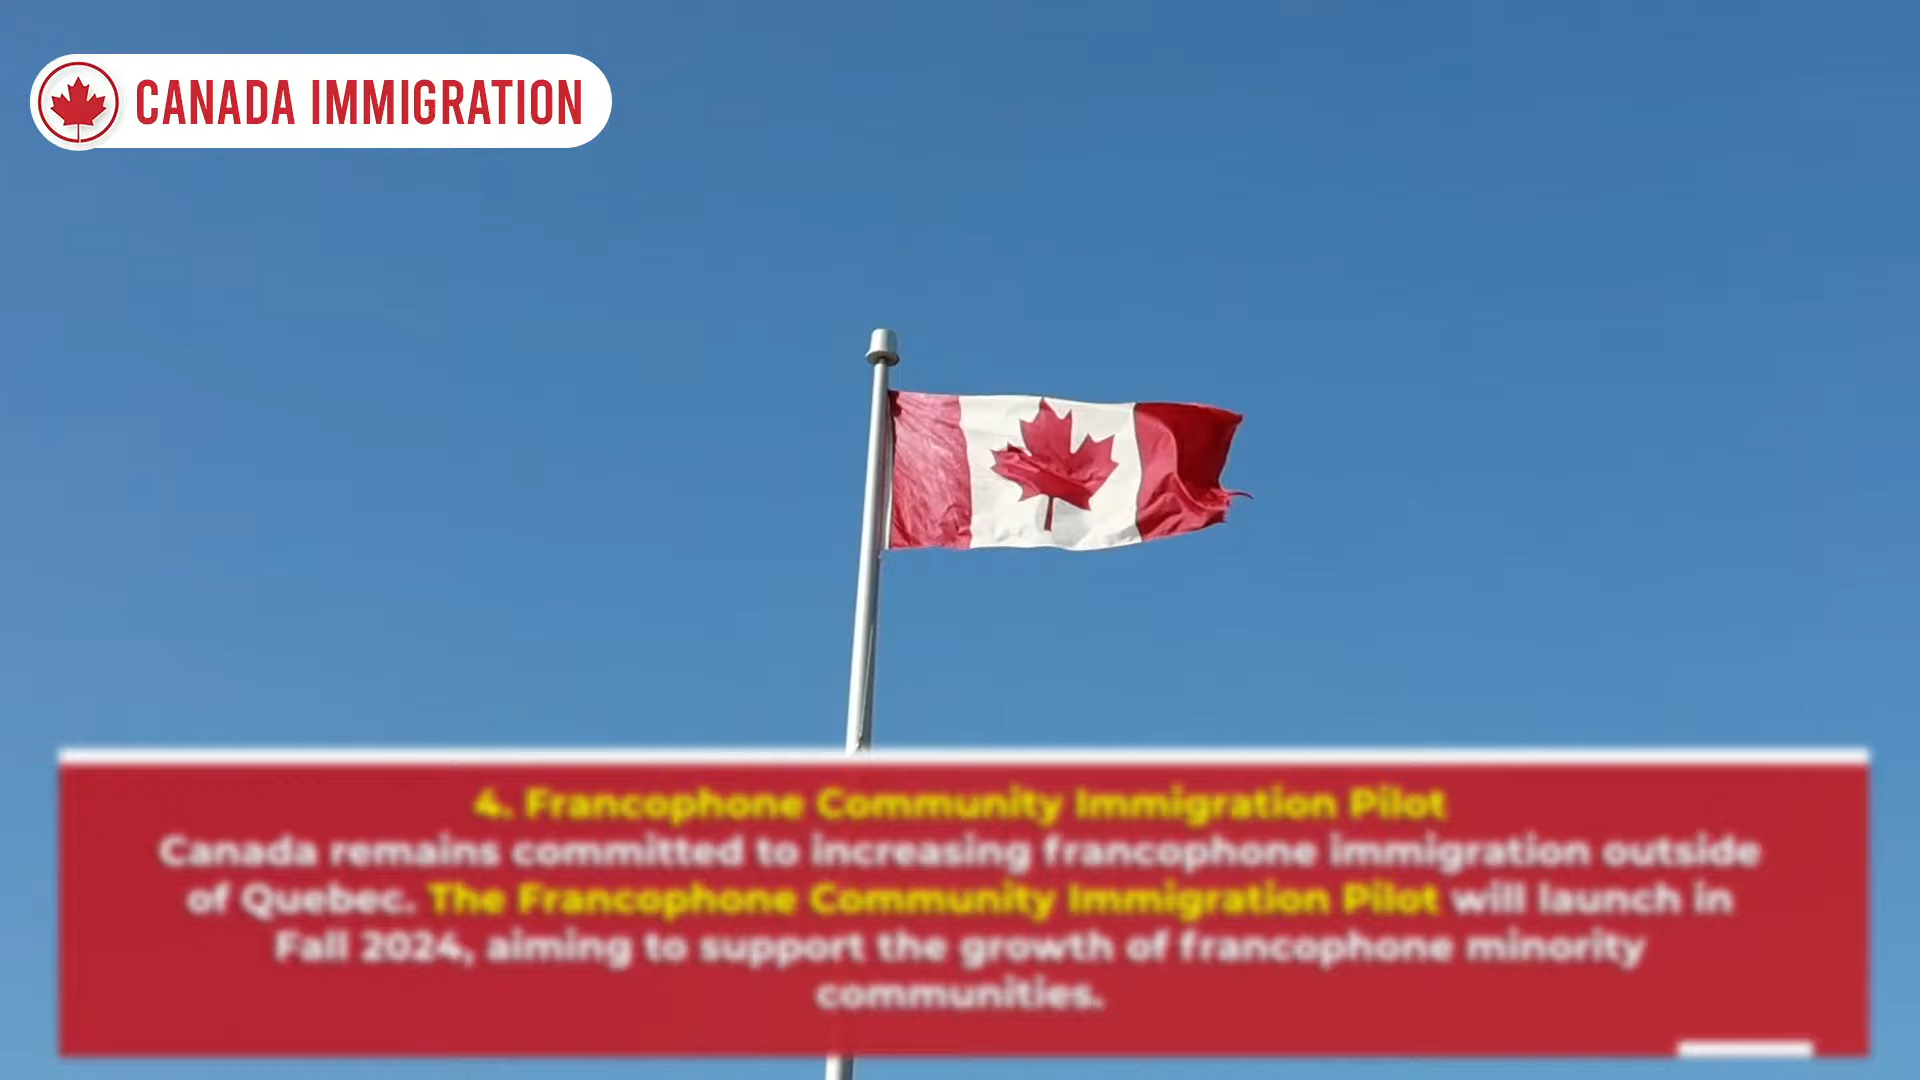 CANADA IMMIGRATION
4. Francophone Community Immigration Pilot
Canada remains committed to increasing francophone immigration outside
of Quebec. The Francophone Community Immigration Pilot will launch in
Fall 2024, aiming to support the growth of francophone minority
communities.